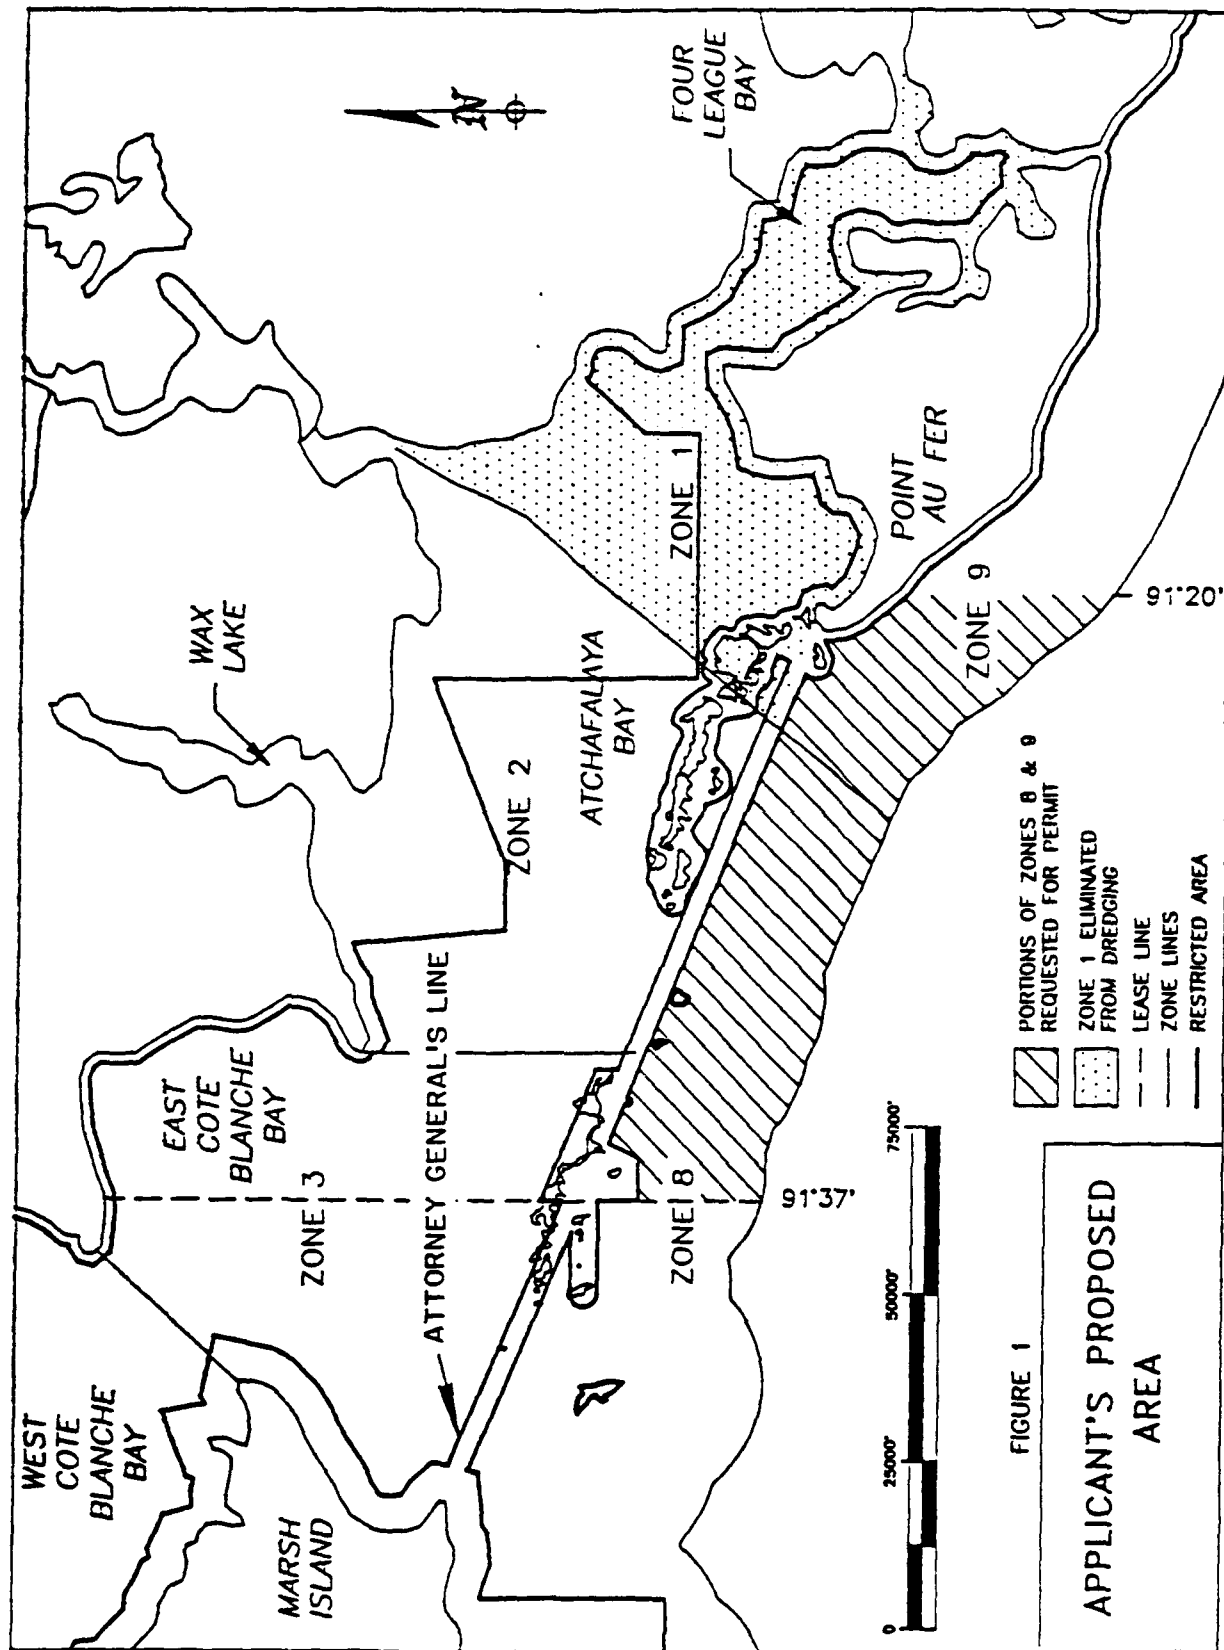 WEST
COTE
BLANCHE
BAY
MARSH
ISLAND
EAST
COTE
BLANCHE
BAY
ZONE 3
ATTORNEY GENERAL'S LINE
WAX
LAKE
ZONE 2
ATCHAFALAYA
BAY
ZONE 1
N
FOUR
LEAGUE
BAY
POINT
AU FER
ZONE 8
ZONE 9
91°37'
91°20'
0
25000'
50000'
75000'
PORTIONS OF ZONES 8 & 9
REQUESTED FOR PERMIT
ZONE 1 ELIMINATED
FROM DREDGING
LEASE LINE
ZONE LINES
RESTRICTED AREA
FIGURE 1
APPLICANT'S PROPOSED
AREA